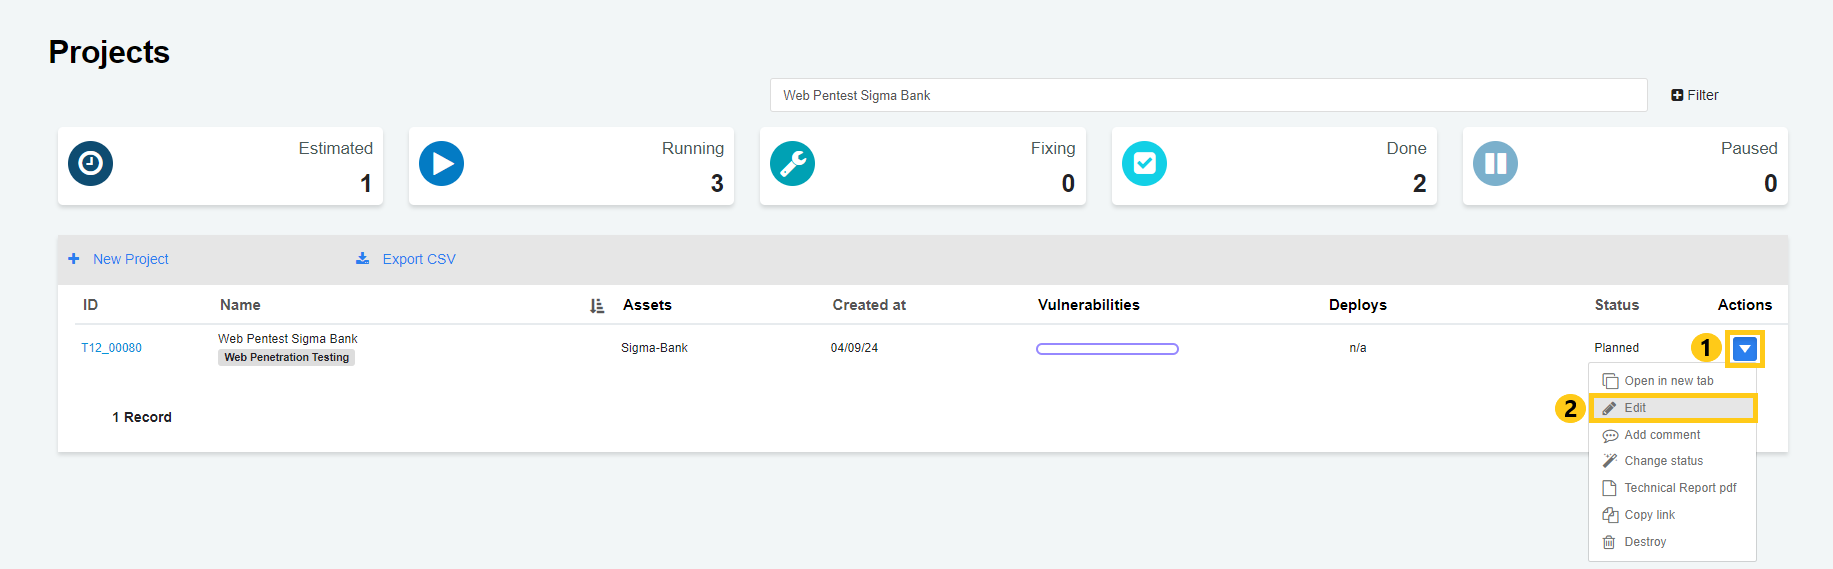 Projects
Web Pentest Sigma Bank
Filter
Estimated
1
Running
3
Fixing
0
Done
2
Paused
0
New Project
Export CSV
ID Name Assets Created at Vulnerabilities Deploys Status Actions
T12_00080 Web Pentest Sigma Bank Sigma-Bank 04/09/24 n/a Planned 1
Web Penetration Testing
1 Record
Open in new tab
2 Edit
Add comment
Change status
Technical Report pdf
Copy link
Destroy